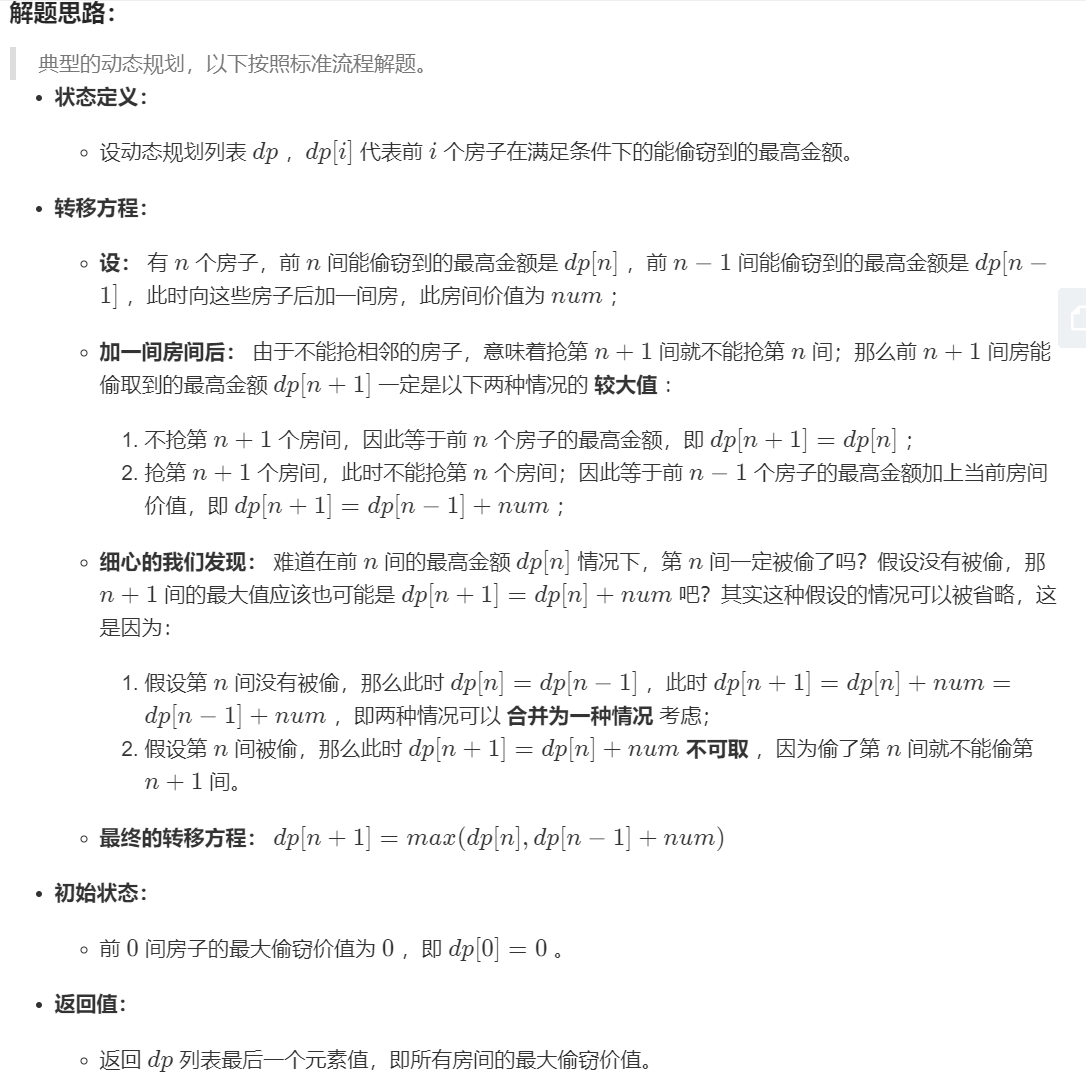 解题思路：
典型的动态规划，以下按照标准流程解题。
• 状态定义：
◦ 设动态规划列表 dp ，dp[i] 代表前 i 个房子在满足条件下的能偷窃到的最高金额。
• 转移方程：
◦ 设： 有 n 个房子，前 n 间能偷窃到的最高金额是 dp[n] ，前 n − 1 间能偷窃到的最高金额是 dp[n −
1] ，此时向这些房子后加一间房，此房间价值为 num ；
◦ 加一间房间后： 由于不能抢相邻的房子，意味着抢第 n + 1 间就不能抢第 n 间；那么前 n + 1 间房能
偷取到的最高金额 dp[n + 1] 一定是以下两种情况的 较大值 ：
1. 不抢第 n + 1 个房间，因此等于前 n 个房子的最高金额，即 dp[n + 1] = dp[n] ；
2. 抢第 n + 1 个房间，此时不能抢第 n 个房间；因此等于前 n − 1 个房子的最高金额加上当前房间
价值，即 dp[n + 1] = dp[n − 1] + num ；
◦ 细心的我们发现： 难道在前 n 间的最高金额 dp[n] 情况下，第 n 间一定被偷了吗？假设没有被偷，那
n + 1 间的最大值应该也可能是 dp[n + 1] = dp[n] + num 吧？其实这种假设的情况可以被省略，这
是因为：
1. 假设第 n 间没有被偷，那么此时 dp[n] = dp[n − 1] ，此时 dp[n + 1] = dp[n] + num =
dp[n − 1] + num ，即两种情况可以 合并为一种情况 考虑；
2. 假设第 n 间被偷，那么此时 dp[n + 1] = dp[n] + num 不可取 ，因为偷了第 n 间就不能偷第
n + 1 间。
◦ 最终的转移方程： dp[n + 1] = max(dp[n], dp[n − 1] + num)
• 初始状态：
◦ 前 0 间房子的最大偷窃价值为 0 ，即 dp[0] = 0 。
• 返回值：
◦ 返回 dp 列表最后一个元素值，即所有房间的最大偷窃价值。